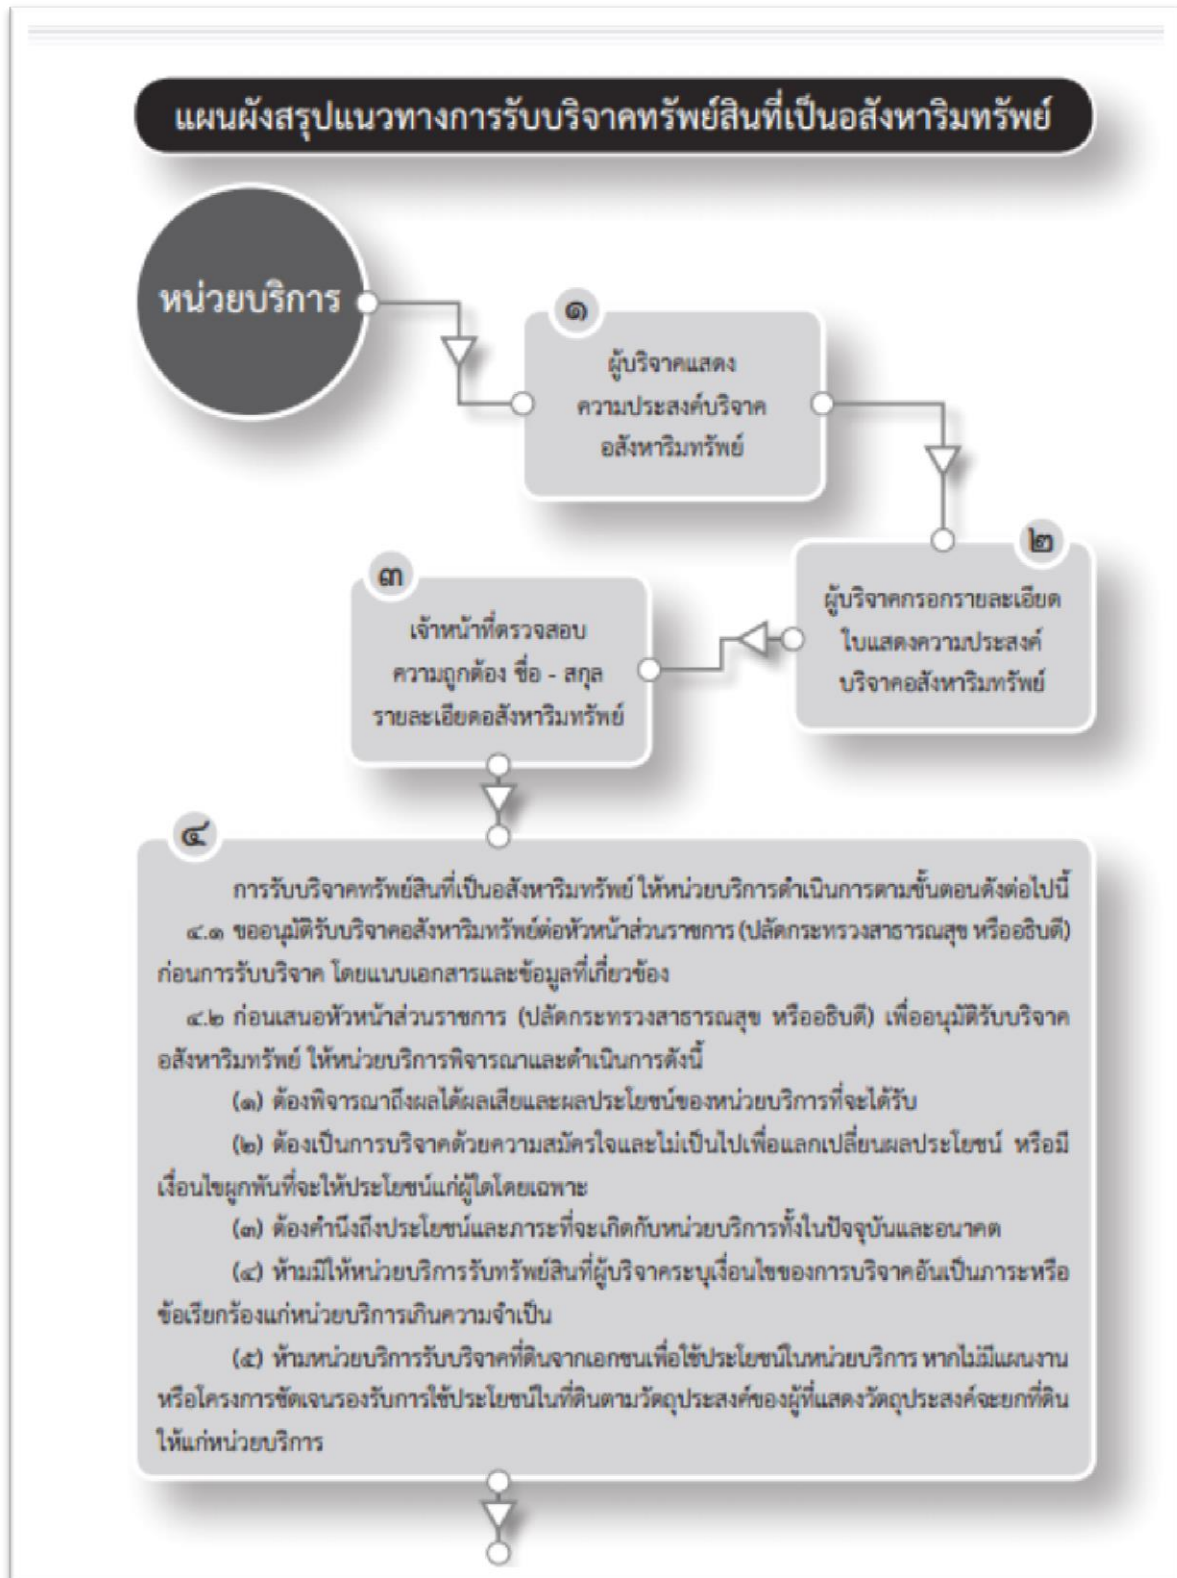 แผนผังสรุปแนวทางการรับบริจาคทรัพย์สินที่เป็นอสังหาริมทรัพย์
หน่วยบริการ
๑
ผู้บริจาคแสดง
ความประสงค์บริจาค
อสังหาริมทรัพย์
๒
ผู้บริจาคกรอกรายละเอียด
ใบแสดงความประสงค์
บริจาคอสังหาริมทรัพย์
๓
เจ้าหน้าที่ตรวจสอบ
ความถูกต้อง ชื่อ - สกุล
รายละเอียดอสังหาริมทรัพย์
๔
การรับบริจาคทรัพย์สินที่เป็นอสังหาริมทรัพย์ ให้หน่วยบริการดำเนินการตามขั้นตอนดังต่อไปนี้
๔.๑ ขออนุมัติรับบริจาคอสังหาริมทรัพย์ต่อหัวหน้าส่วนราชการ (ปลัดกระทรวงสาธารณสุข หรืออธิบดี)
ก่อนการรับบริจาค โดยแนบเอกสารและข้อมูลที่เกี่ยวข้อง
๔.๒ ก่อนเสนอหัวหน้าส่วนราชการ (ปลัดกระทรวงสาธารณสุข หรืออธิบดี) เพื่ออนุมัติรับบริจาค
อสังหาริมทรัพย์ ให้หน่วยบริการพิจารณาและดำเนินการดังนี้
(๑) ต้องพิจารณาถึงผลได้ผลเสียและผลประโยชน์ของหน่วยบริการที่จะได้รับ
(๒) ต้องเป็นการบริจาคด้วยความสมัครใจและไม่เป็นไปเพื่อแลกเปลี่ยนผลประโยชน์ หรือมี
เงื่อนไขผูกพันที่จะให้ประโยชน์แก่ผู้ใดโดยเฉพาะ
(๓) ต้องคำนึงถึงประโยชน์และภาระที่จะเกิดกับหน่วยบริการทั้งในปัจจุบันและอนาคต
(๔) ห้ามมิให้หน่วยบริการรับทรัพย์สินที่ผู้บริจาคระบุเงื่อนไขของการบริจาคอันเป็นภาระหรือ
ข้อเรียกร้องแก่หน่วยบริการเกินความจำเป็น
(๕) ห้ามหน่วยบริการรับบริจาคที่ดินจากเอกชนเพื่อใช้ประโยชน์ในหน่วยบริการ หากไม่มีแผนงาน
หรือโครงการชัดเจนรองรับการใช้ประโยชน์ในที่ดินตามวัตถุประสงค์ของผู้ที่แสดงวัตถุประสงค์จะยกที่ดิน
ให้แก่หน่วยบริการ